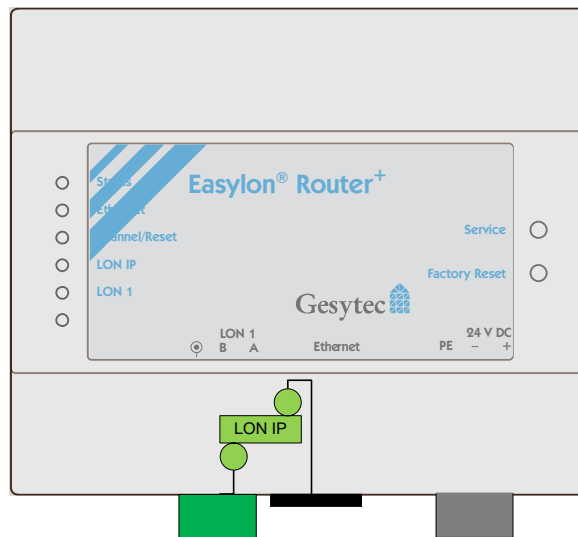 Easylon® Router+
Status
Ethernet
Channel/Reset
LON IP
LON 1
Service
Factory Reset
Gesytec
LON 1
B A
Ethernet
24 V DC
PE – +
LON IP